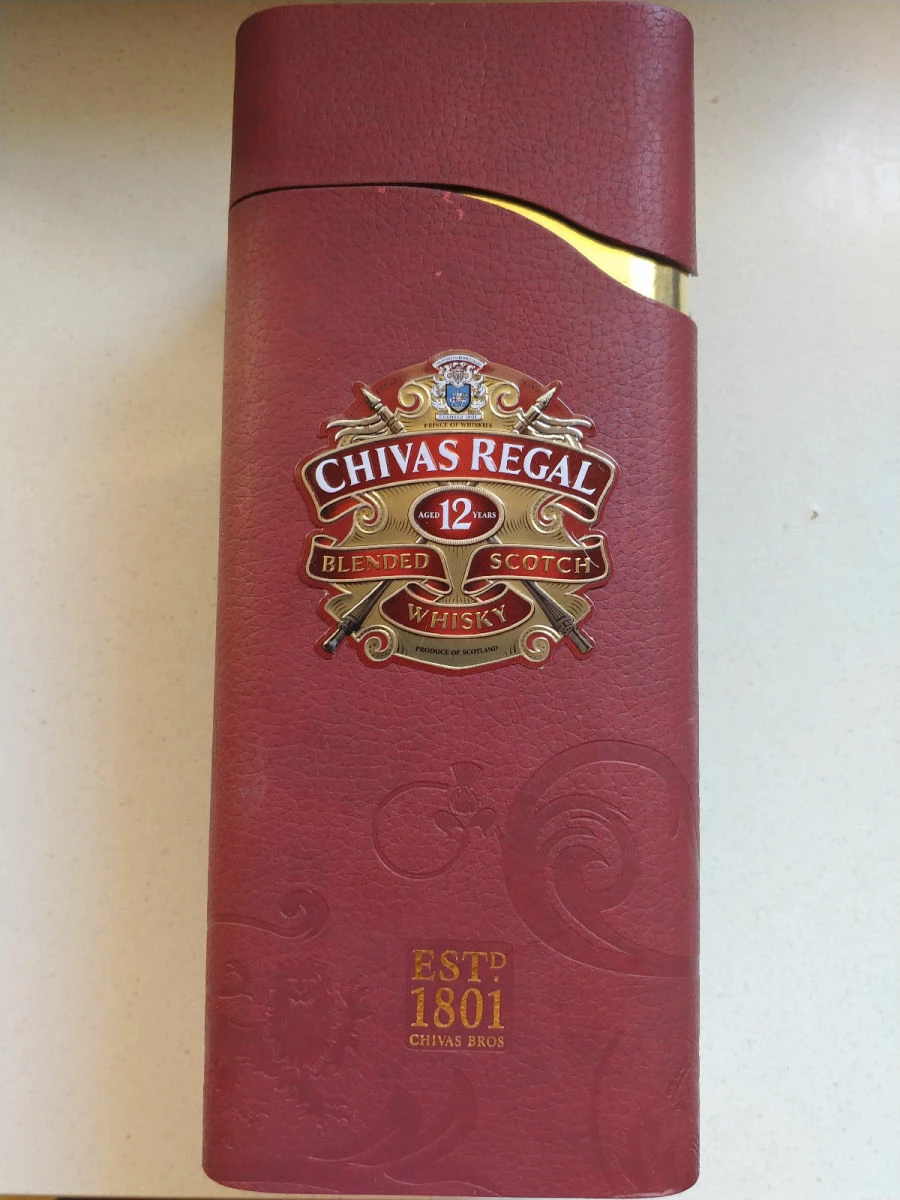 PRINCE OF WHISKIES
CHIVAS REGAL
AGED 12 YEARS
BLENDED SCOTCH
WHISKY
PRODUCE OF SCOTLAND
ESTD.
1801
CHIVAS BROS